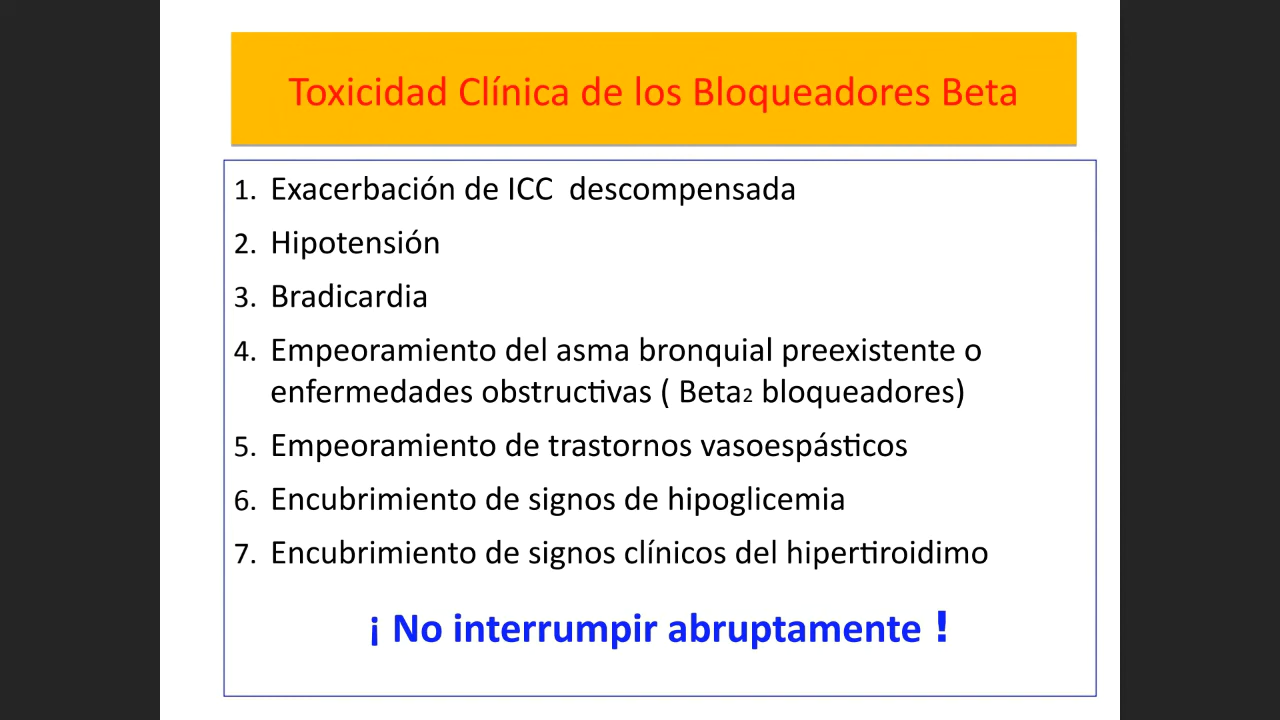 Toxicidad Clínica de los Bloqueadores Beta
1. Exacerbación de ICC  descompensada
2. Hipotensión
3. Bradicardia
4. Empeoramiento del asma bronquial preexistente o
enfermedades obstructivas ( Beta2 bloqueadores)
5. Empeoramiento de trastornos vasoespásticos
6. Encubrimiento de signos de hipoglicemia
7. Encubrimiento de signos clínicos del hipertiroidimo
¡ No interrumpir abruptamente !